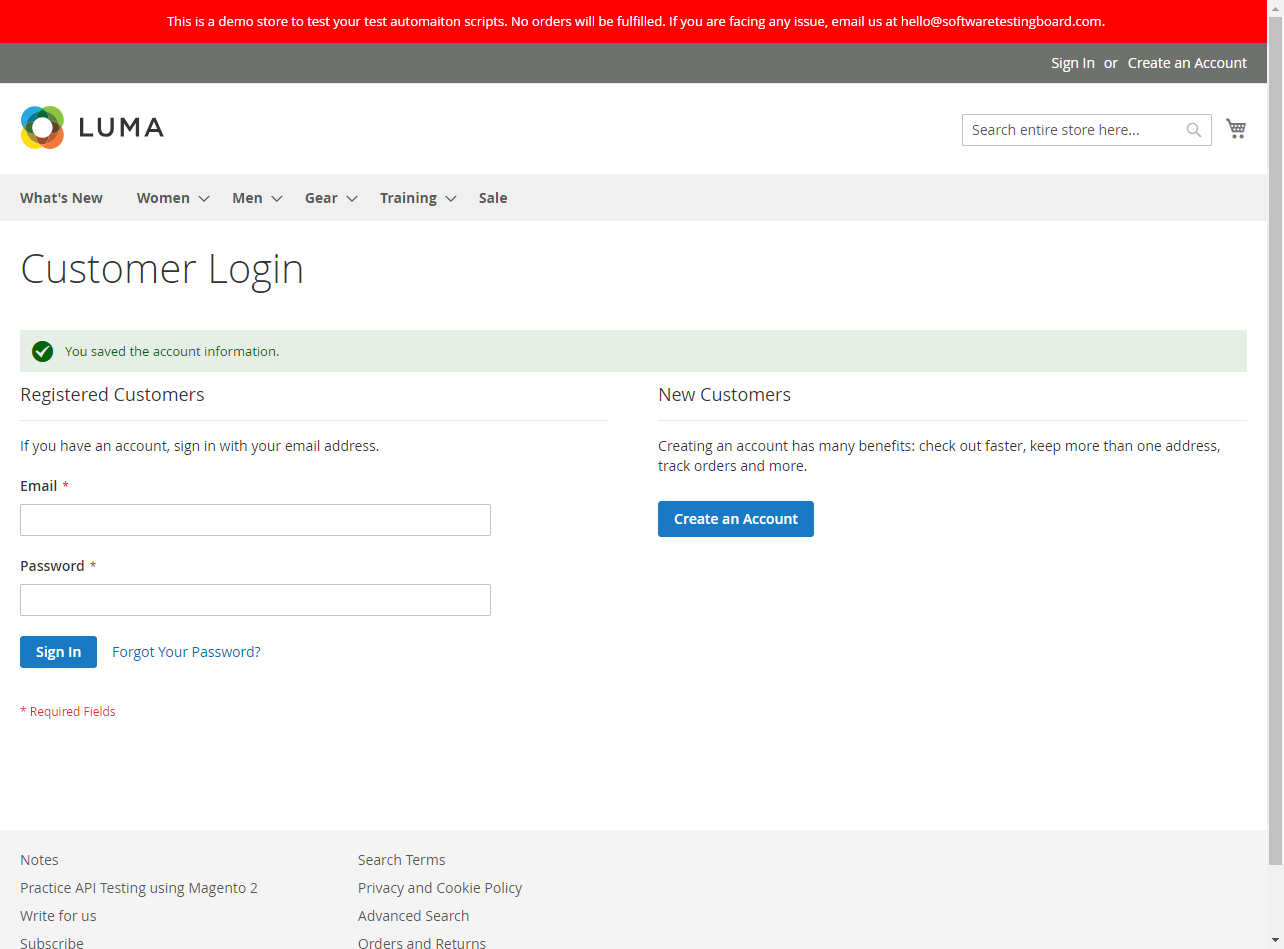 This is a demo store to test your test automaiton scripts. No orders will be fulfilled. If you are facing any issue, email us at hello@softwaretestingboard.com.
Sign In or Create an Account
LUMA
Search entire store here...
What's New Women Men Gear Training Sale
Customer Login
You saved the account information.
Registered Customers
If you have an account, sign in with your email address.
Email *
Password *
Sign In Forgot Your Password?
* Required Fields
New Customers
Creating an account has many benefits: check out faster, keep more than one address,
track orders and more.
Create an Account
Notes
Practice API Testing using Magento 2
Write for us
Subscribe
Search Terms
Privacy and Cookie Policy
Advanced Search
Orders and Returns